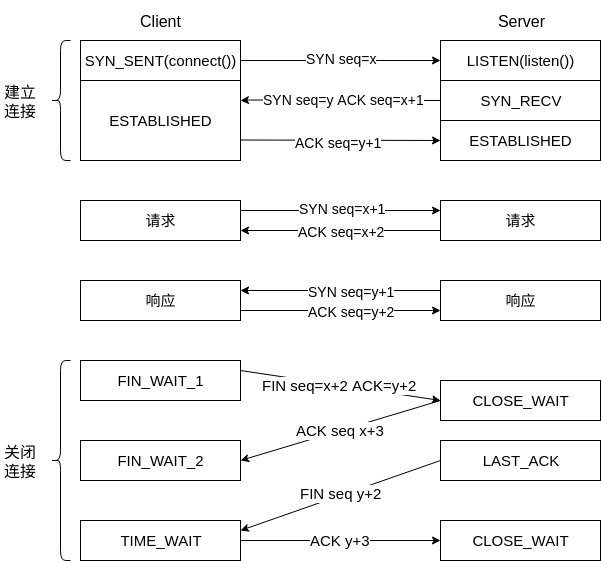 Client
Server
SYN_SENT(connect())
SYN seq=x
LISTEN(listen())
建立
连接
ESTABLISHED
SYN seq=y ACK seq=x+1
SYN_RECV
ACK seq=y+1
ESTABLISHED
请求
SYN seq=x+1
ACK seq=x+2
请求
响应
SYN seq=y+1
ACK seq=y+2
响应
关闭
连接
FIN_WAIT_1
FIN seq=x+2 ACK=y+2
CLOSE_WAIT
ACK seq x+3
FIN_WAIT_2
LAST_ACK
FIN seq y+2
TIME_WAIT
ACK y+3
CLOSE_WAIT